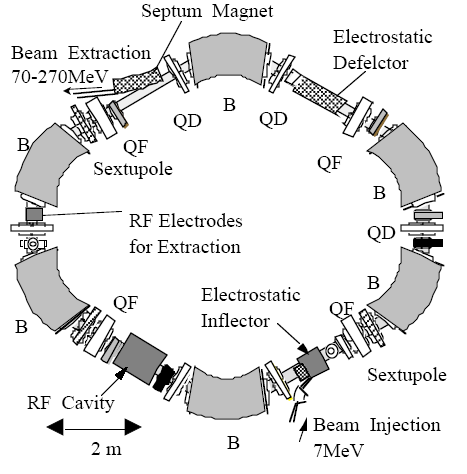 Septum Magnet
Beam Extraction
70-270MeV
Electrostatic
Defelctor
QD
B
QD
B
QF
Sextupole
QF
B
RF Electrodes
for Extraction
QD
B
B
QF
Electrostatic
Inflector
QF
Sextupole
RF Cavity
2 m
B
Beam Injection
7MeV